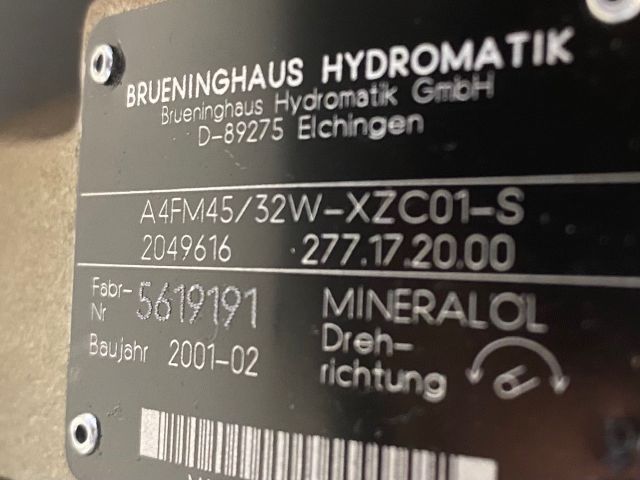 BRUENINGHAUS HYDROMATIK
Brueninghaus Hydromatik GmbH
D-89275 Elchingen
A4FM45/32W-XZC01-S
2049616 277.17.20.00
Fabr-Nr 5619191
MINERALÖL
Baujahr 2001-02
Dreh-
richtung